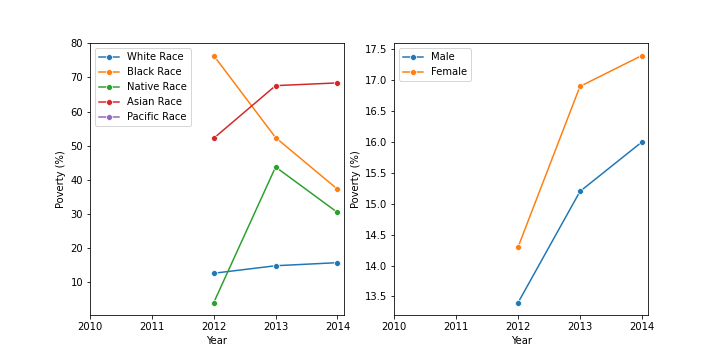 80
70
60
50
40
30
20
10
Poverty (%)
White Race
Black Race
Native Race
Asian Race
Pacific Race
2010 2011 2012 2013 2014
Year
17.5
17.0
16.5
16.0
15.5
15.0
14.5
14.0
13.5
Poverty (%)
Male
Female
2010 2011 2012 2013 2014
Year